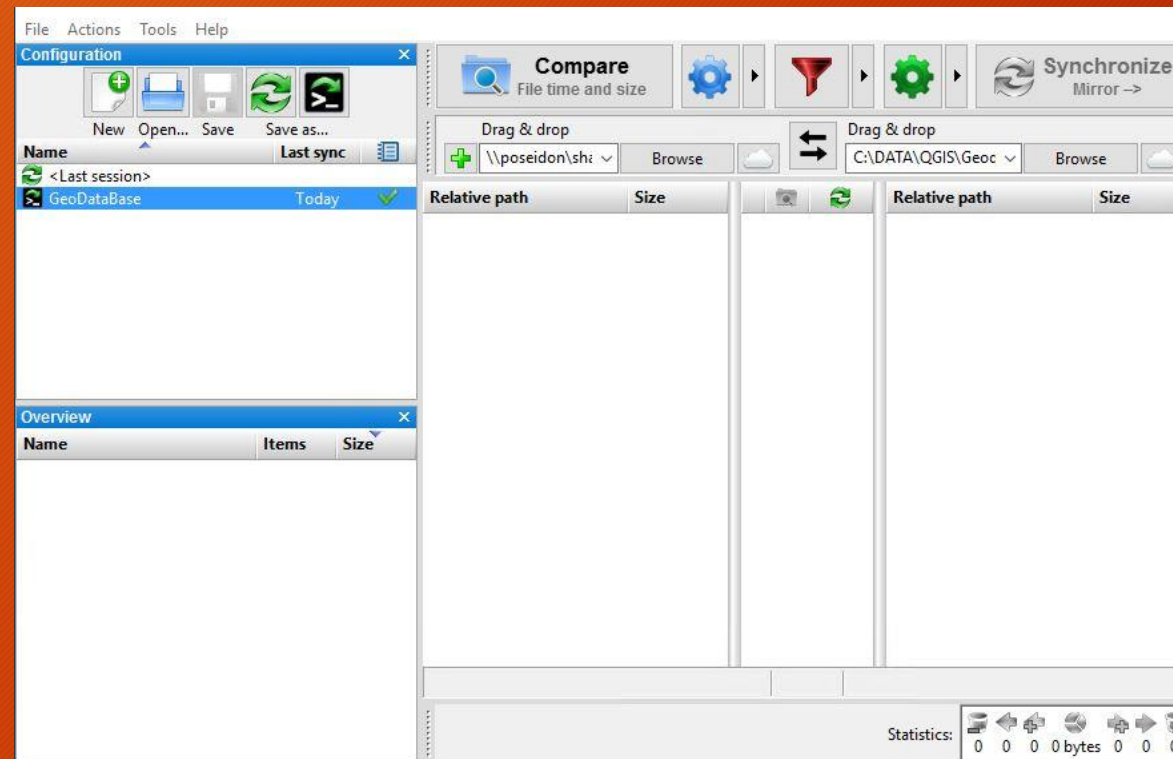 File Actions Tools Help
Configuration
New Open... Save Save as...
Name Last sync
<Last session>
GeoDataBase Today
Overview
Name Items Size
Compare
File time and size
Synchronize
Mirror -->
Drag & drop
\\poseidon\sha Browse
Drag & drop
C:\DATA\QGIS\Geoc Browse
Relative path Size
Relative path Size
Statistics: 0 0 0 0 bytes 0 0